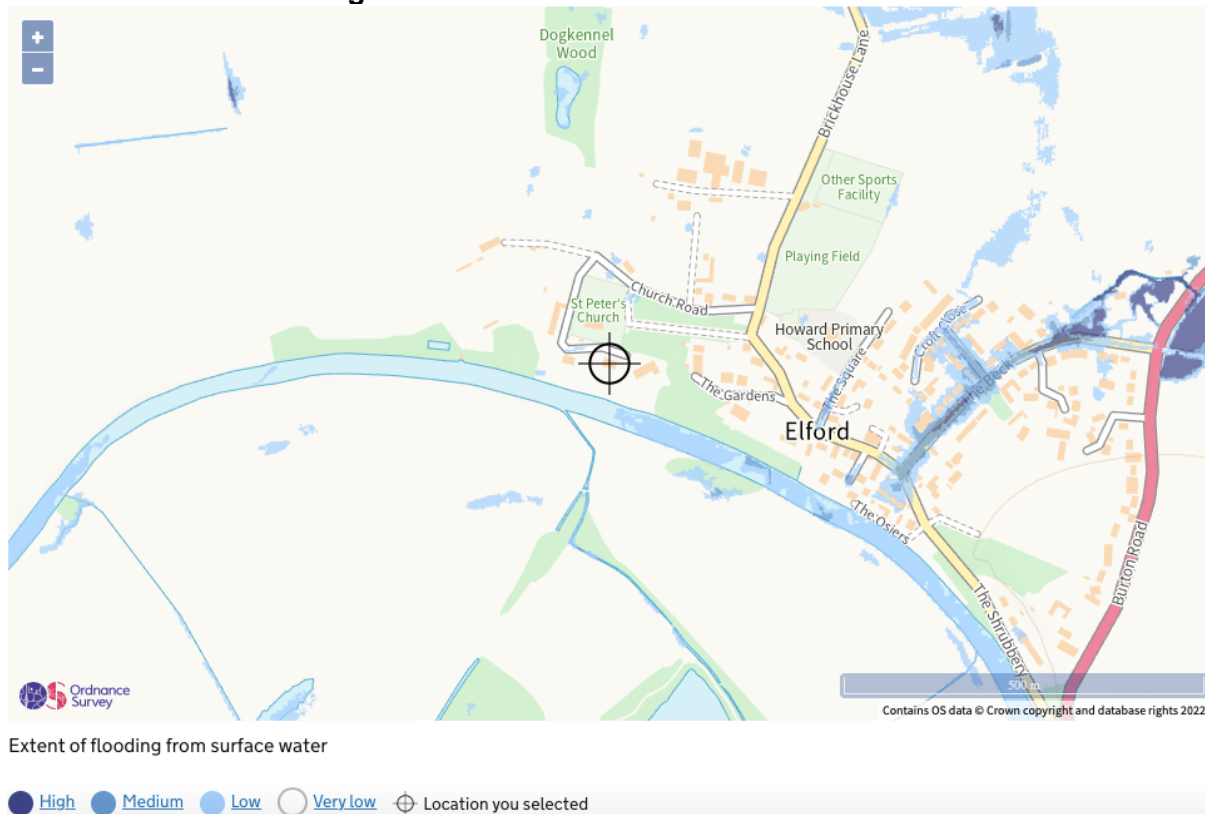 +
−
Dogkennel
Wood
Brickhouse Lane
Other Sports
Facility
Playing Field
St Peter's
Church
Church Road
Howard Primary
School
The Square
Croft Close
The Beck
The Gardens
Elford
The Osiers
The Shrubbery
Burton Road
Ordnance
Survey
500 m
Contains OS data © Crown copyright and database rights 2022
Extent of flooding from surface water
High Medium Low Very low Location you selected